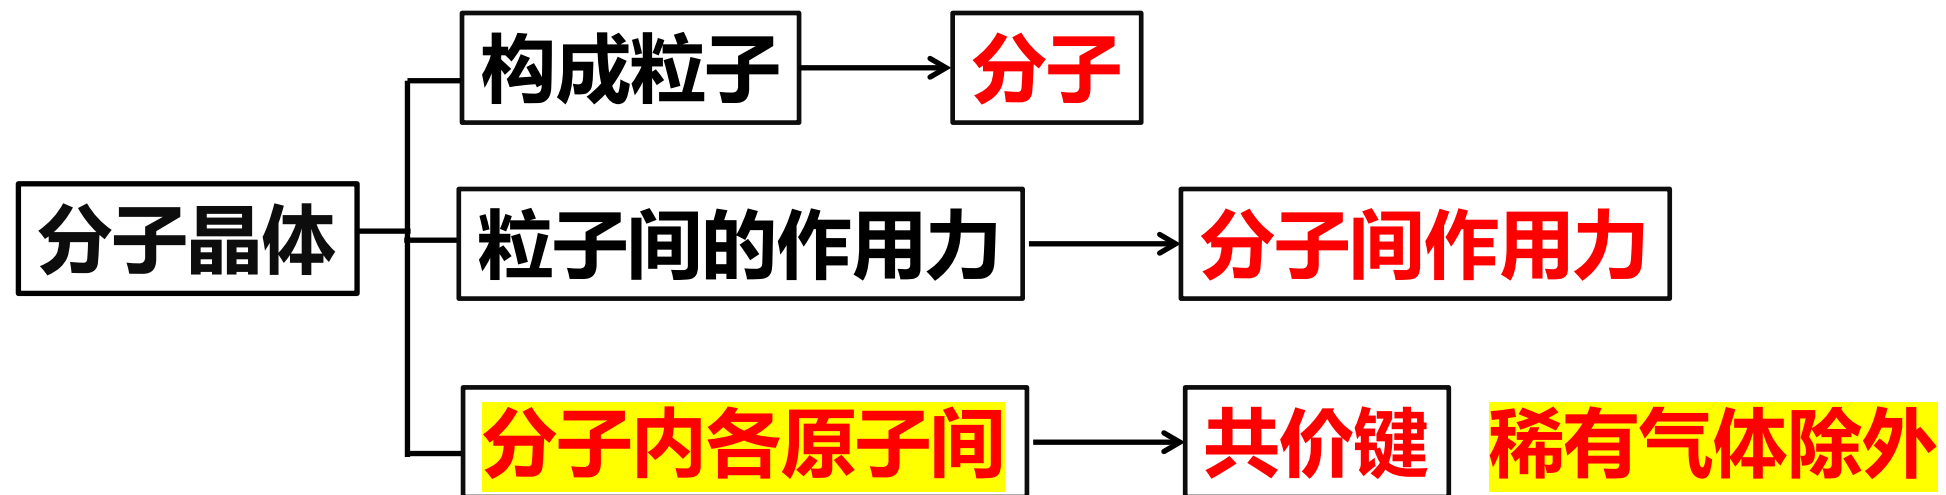 构成粒子 分子
分子晶体
粒子间的作用力 分子间作用力
分子内各原子间 共价键 稀有气体除外